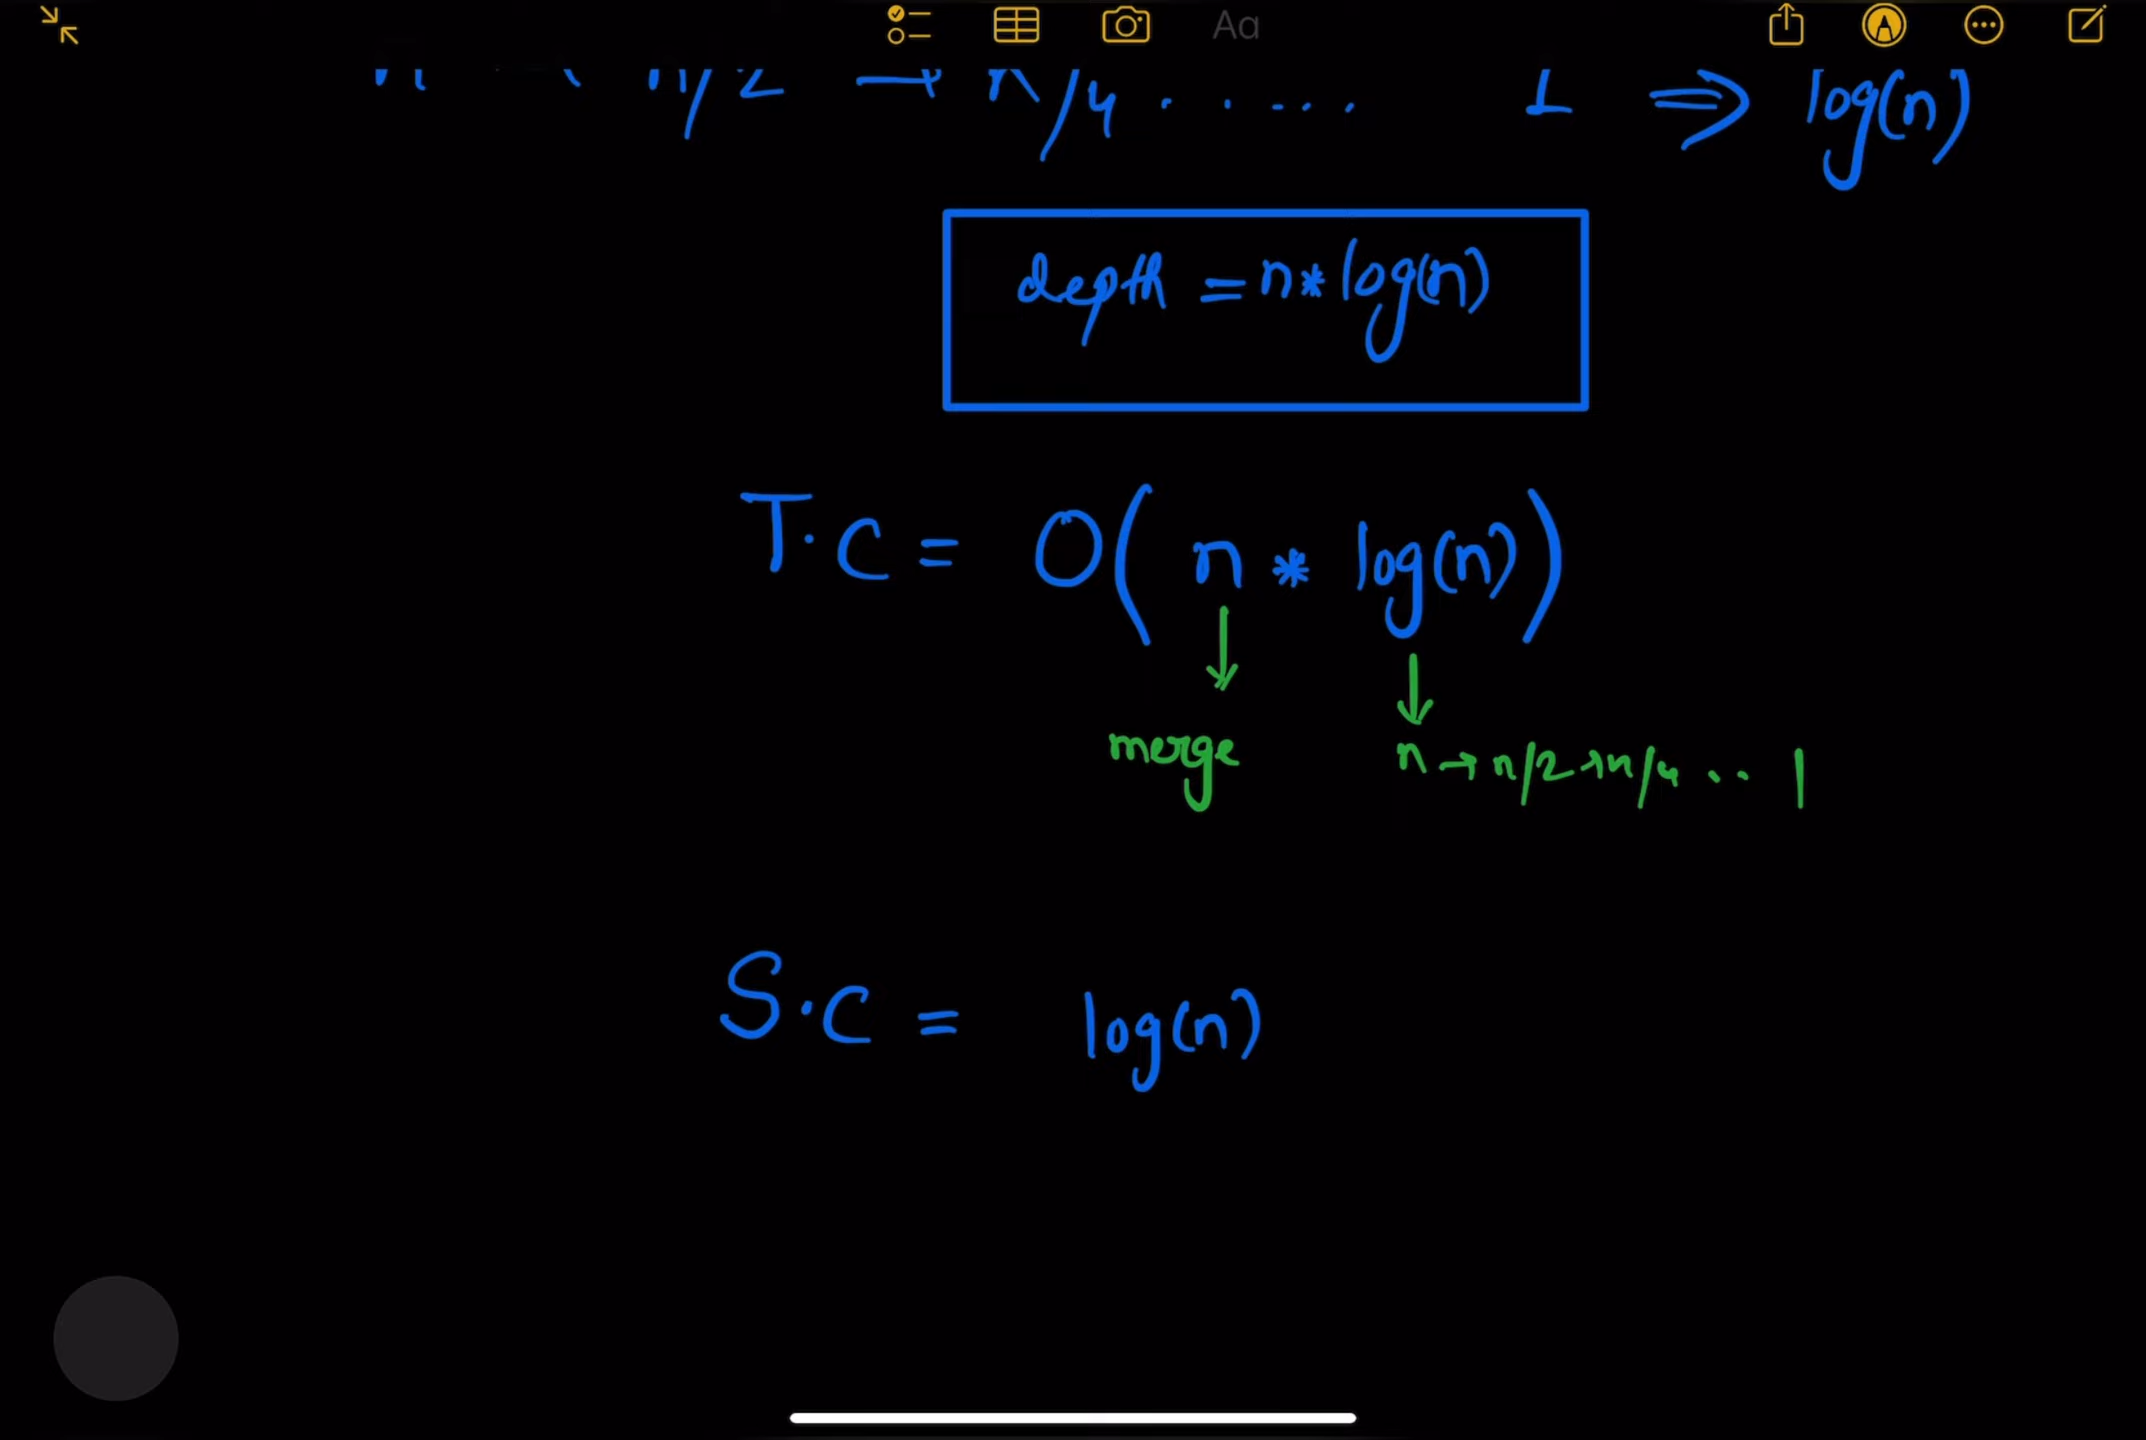 Aa
n → n/2 → n/4 . . . . . 1 ⇒ log(n)
depth = n * log(n)
T.C = O( n * log(n))
merge n → n/2 → n/4 .. 1
S.C = log(n)